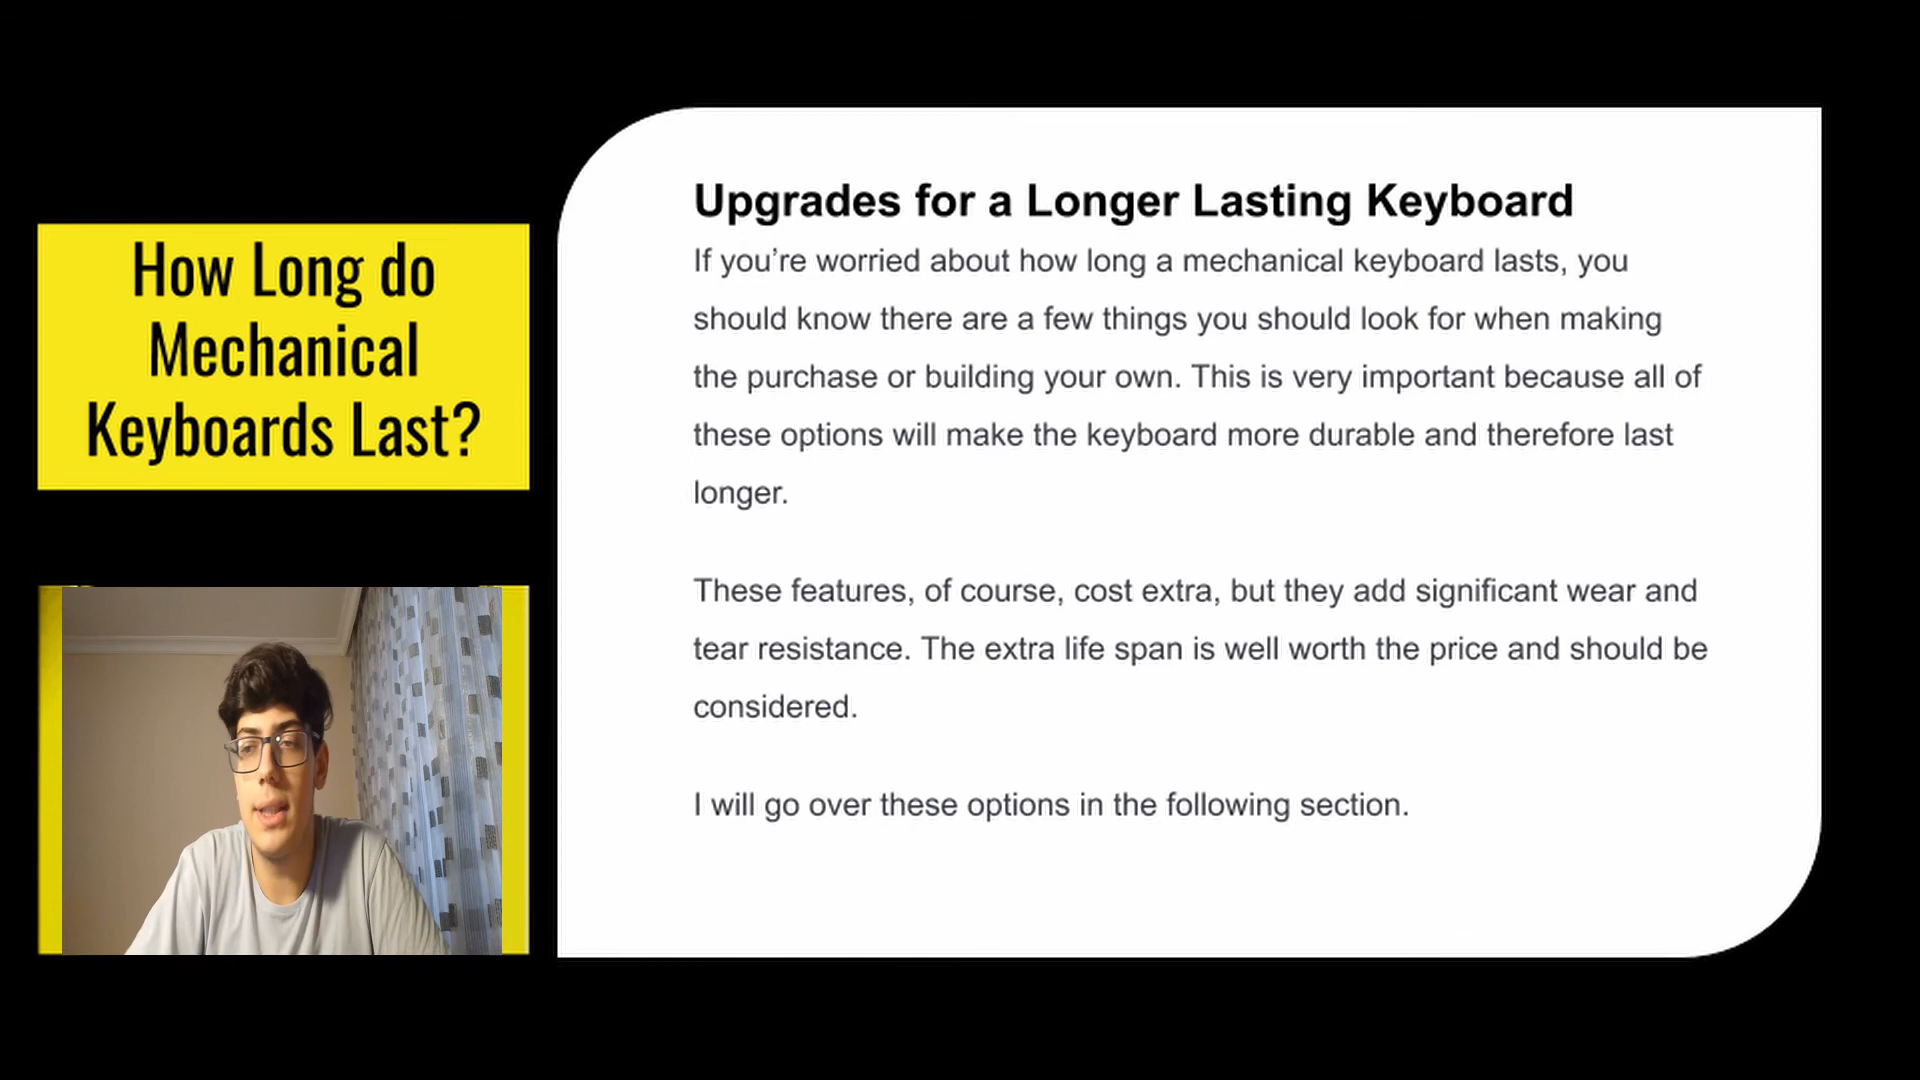 How Long do
Mechanical
Keyboards Last?
Upgrades for a Longer Lasting Keyboard
If you’re worried about how long a mechanical keyboard lasts, you
should know there are a few things you should look for when making
the purchase or building your own. This is very important because all of
these options will make the keyboard more durable and therefore last
longer.
These features, of course, cost extra, but they add significant wear and
tear resistance. The extra life span is well worth the price and should be
considered.
I will go over these options in the following section.